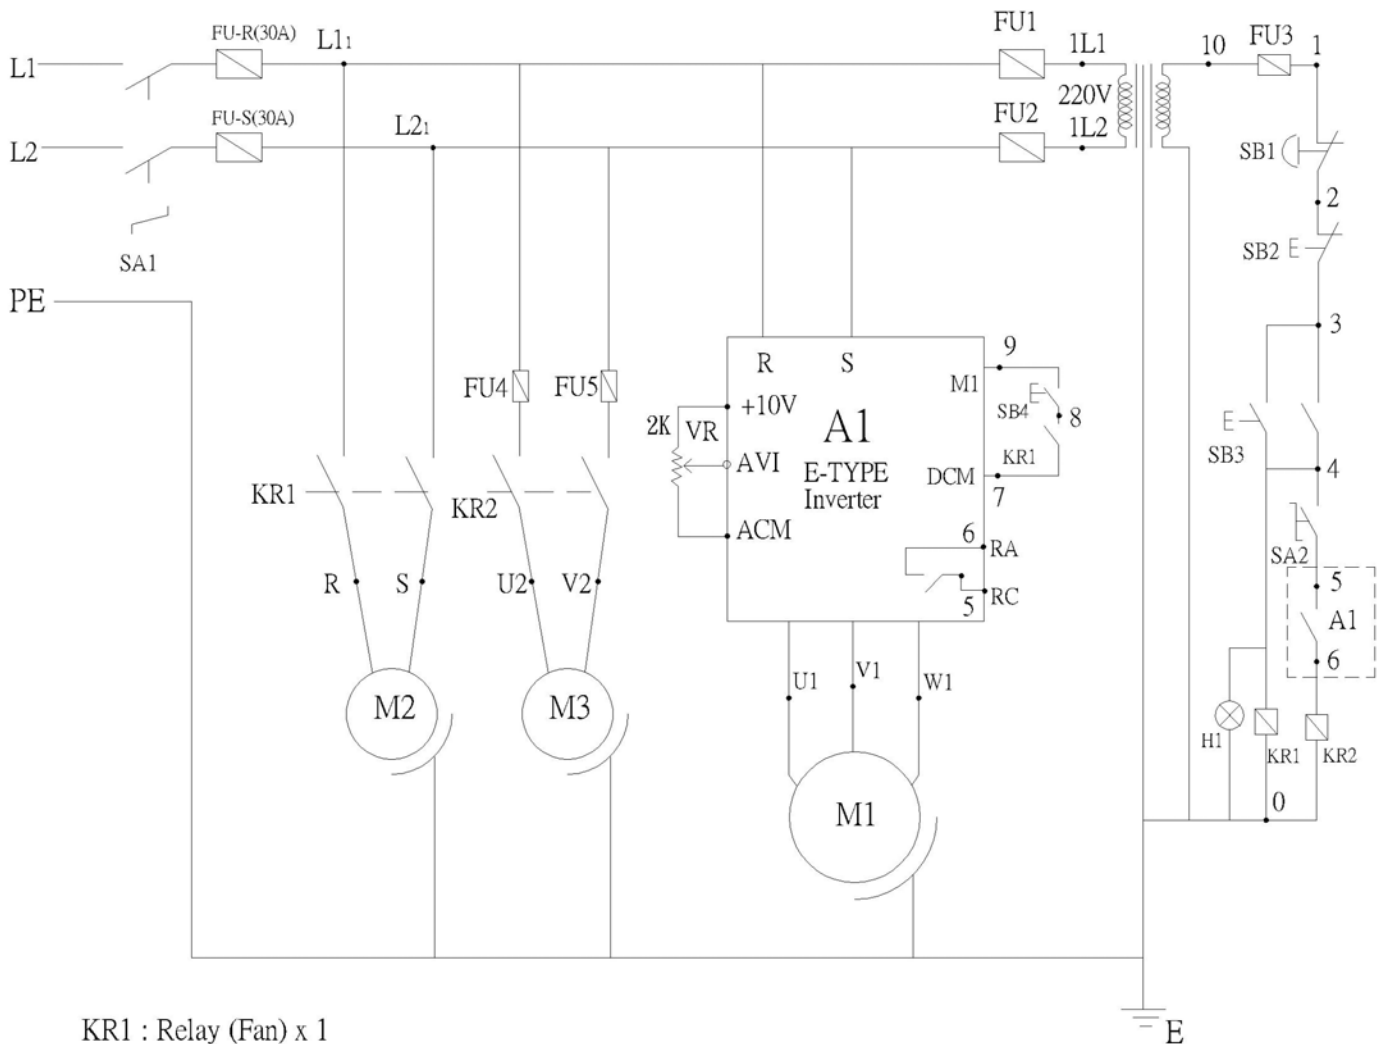 FU-R(30A)
L1₁
FU1
1L1
10
FU3
1
L1
220V
FU-S(30A)
L2₁
FU2
1L2
L2
SB1
2
SB2
SA1
PE
3
R
S
9
M1
FU4
FU5
+10V
A1
SB4
8
2K
VR
AVI
E-TYPE
Inverter
KR1
DCM
7
SB3
4
KR1
KR2
ACM
6
RA
SA2
R
S
U2
V2
5
RC
5
A1
6
U1
V1
W1
M2
M3
H1
KR1
KR2
0
M1
KR1 : Relay (Fan) x 1
E